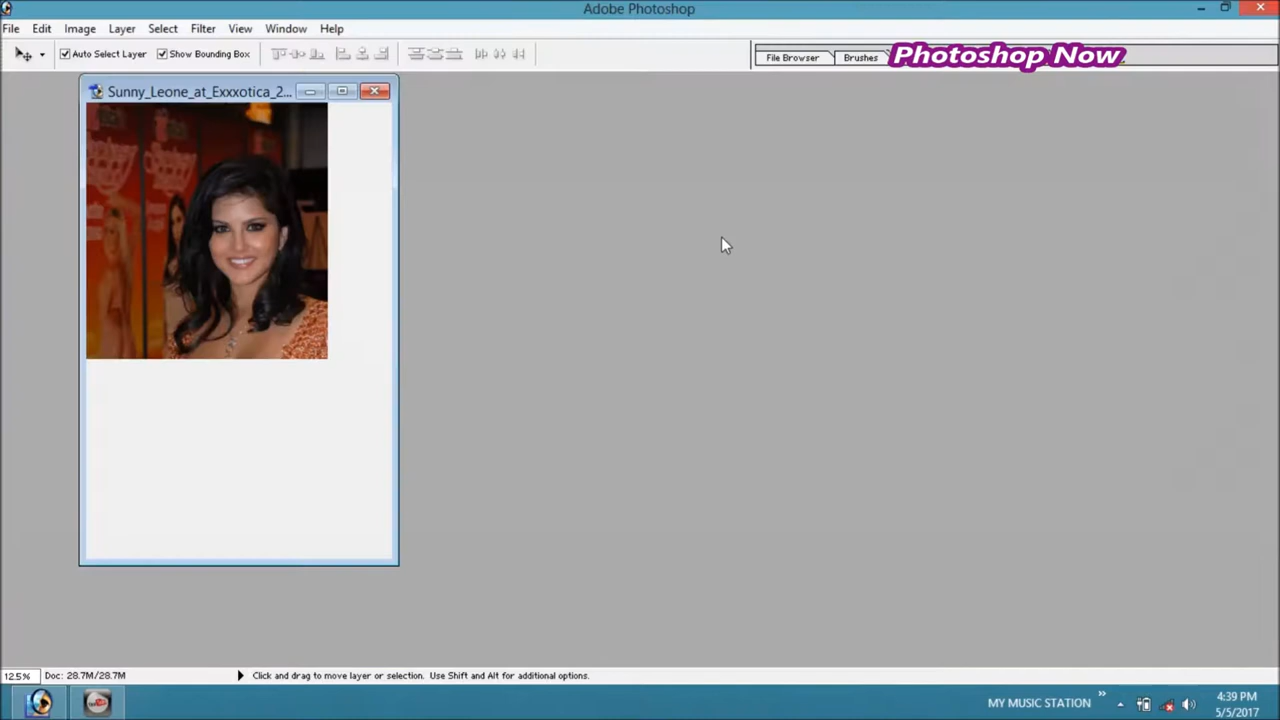 Adobe Photoshop
File Edit Image Layer Select Filter View Window Help
Auto Select Layer Show Bounding Box File Browser Brushes Photoshop Now
Sunny_Leone_at_Exxxotica_2...
12.5% Doc: 28.7M/28.7M Click and drag to move layer or selection. Use Shift and Alt for additional options.
MY MUSIC STATION 4:39 PM
5/5/2017